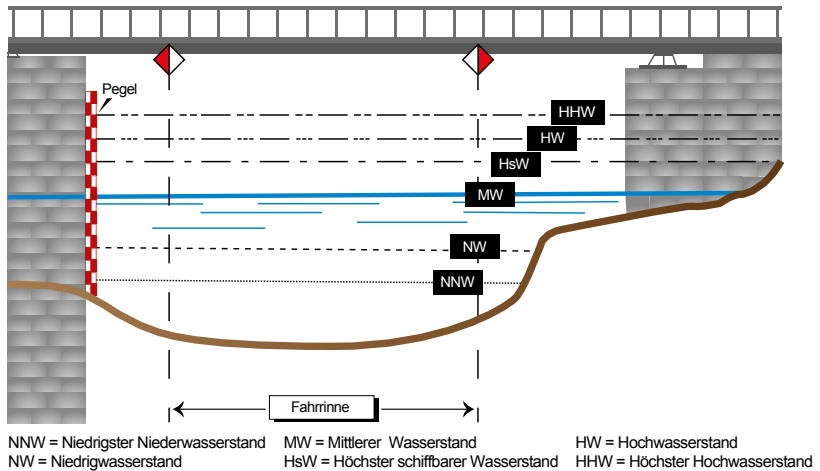 Pegel
HHW
HW
HsW
MW
NW
NNW
Fahrrinne
NNW = Niedrigster Niederwasserstand
NW = Niedrigwasserstand
MW = Mittlerer Wasserstand
HsW = Höchster schiffbarer Wasserstand
HW = Hochwasserstand
HHW = Höchster Hochwasserstand